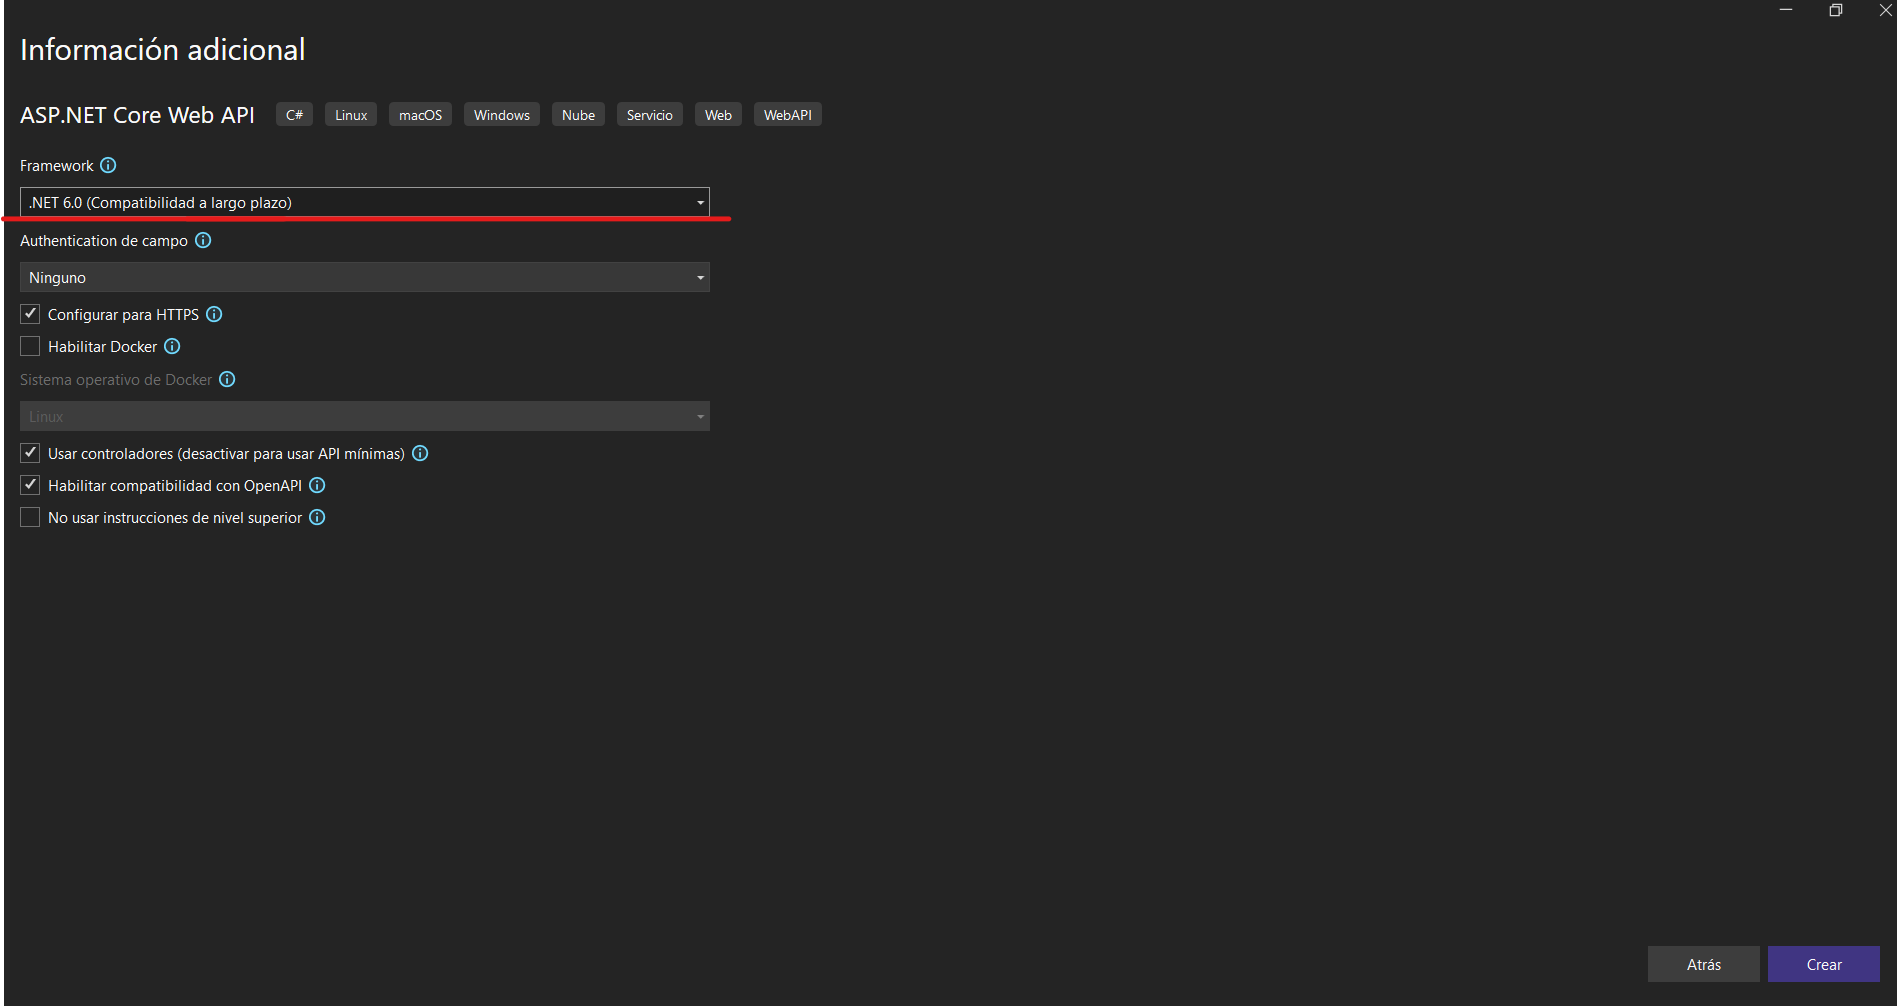 Información adicional
ASP.NET Core Web API C# Linux macOS Windows Nube Servicio Web WebAPI
Framework
.NET 6.0 (Compatibilidad a largo plazo)
Authentication de campo
Ninguno
Configurar para HTTPS
Habilitar Docker
Sistema operativo de Docker
Linux
Usar controladores (desactivar para usar API mínimas)
Habilitar compatibilidad con OpenAPI
No usar instrucciones de nivel superior
Atrás Crear